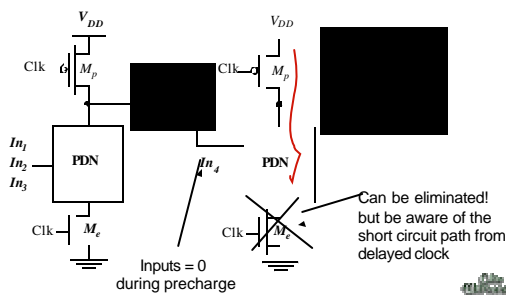 V_DD
V_DD
Clk
M_p
Clk
M_p
In_1
In_2
In_3
PDN
In_4
PDN
Clk
M_e
Clk
M_e
Can be eliminated!
but be aware of the
short circuit path from
delayed clock
Inputs = 0
during precharge